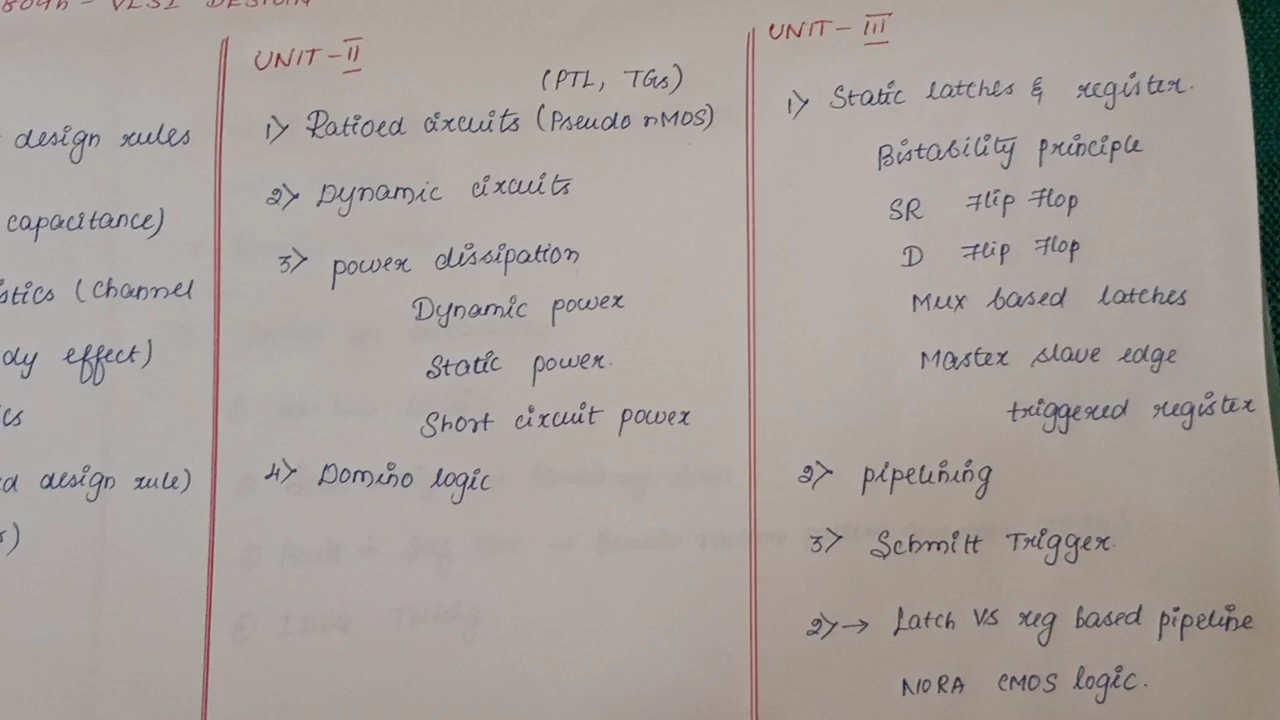 VLSI DESIGN
design rules
capacitance)
stics (channel
dy effect)
cs
d design rule)
s)
UNIT - II
(PTL, TGs)
1) Ratioed circuits (Pseudo nMOS)
2) Dynamic circuits
3) power dissipation
Dynamic power
Static power.
Short circuit power
4) Domino logic
UNIT - III
1) Static latches & register.
Bistability principle
SR Flip Flop
D Flip Flop
Mux based latches
Master slave edge
triggered register
2) pipelining
3) Schmitt Trigger.
2) → Latch VS reg based pipeline
NORA CMOS logic.